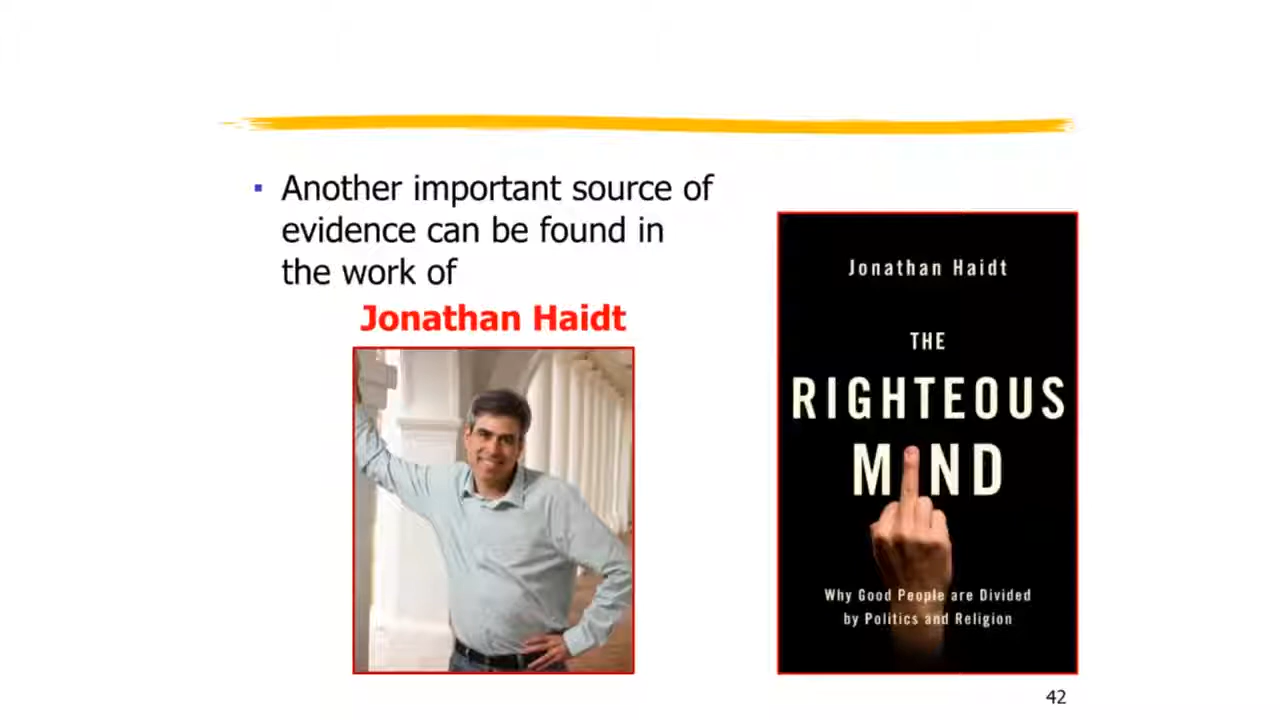 ▪ Another important source of
evidence can be found in
the work of
Jonathan Haidt
Jonathan Haidt
THE
RIGHTEOUS
MIND
Why Good People are Divided
by Politics and Religion
42